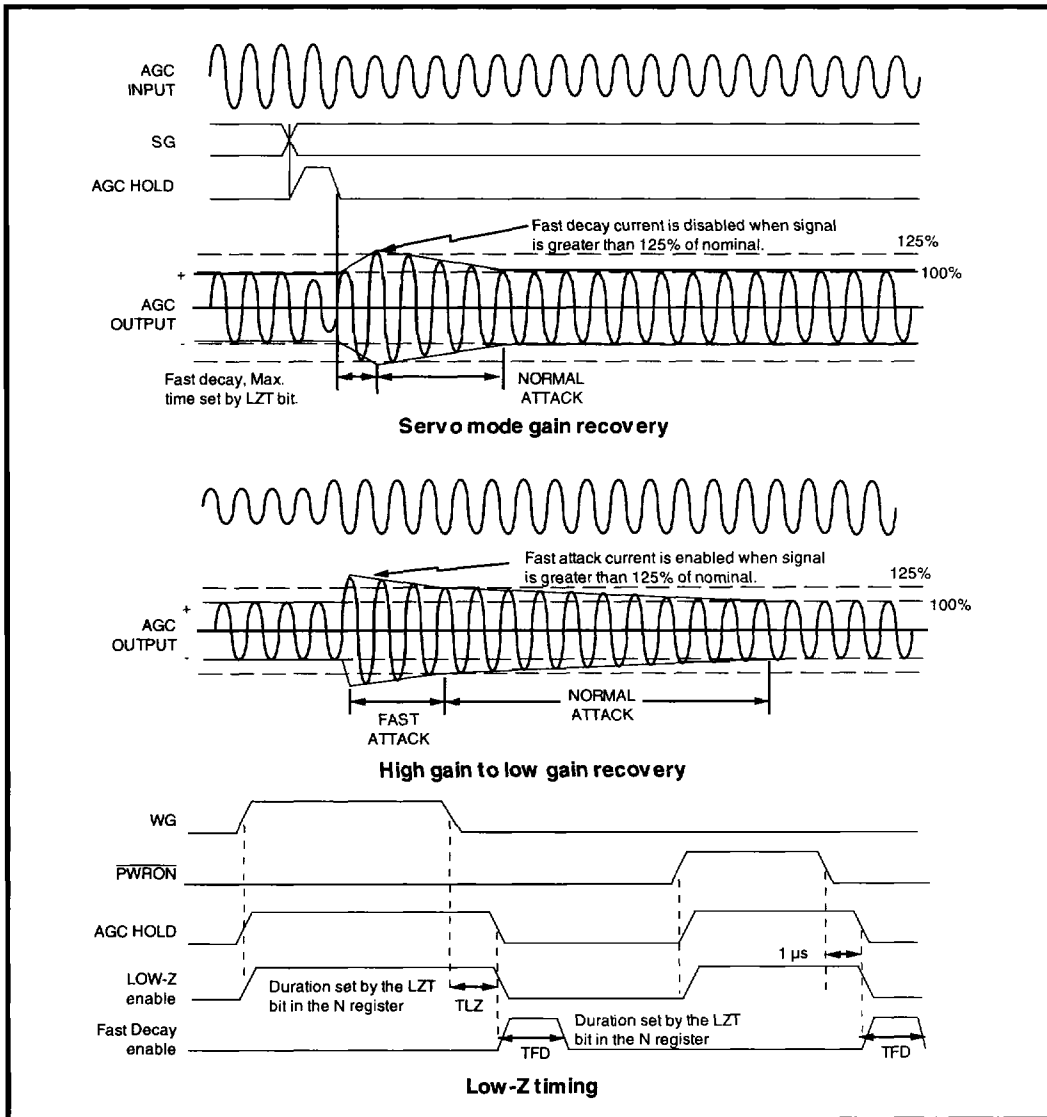 AGC
INPUT
SG
AGC HOLD
Fast decay current is disabled when signal
is greater than 125% of nominal.
125%
+
100%
AGC
OUTPUT
-
Fast decay, Max.
time set by LZT bit.
NORMAL
ATTACK
Servo mode gain recovery
Fast attack current is enabled when signal
is greater than 125% of nominal.
125%
+
100%
AGC
OUTPUT
-
FAST
ATTACK
NORMAL
ATTACK
High gain to low gain recovery
WG
PWRON
AGC HOLD
1 µs
LOW-Z
enable
Duration set by the LZT
bit in the N register
TLZ
Fast Decay
enable
TFD
Duration set by the LZT
bit in the N register
TFD
Low-Z timing